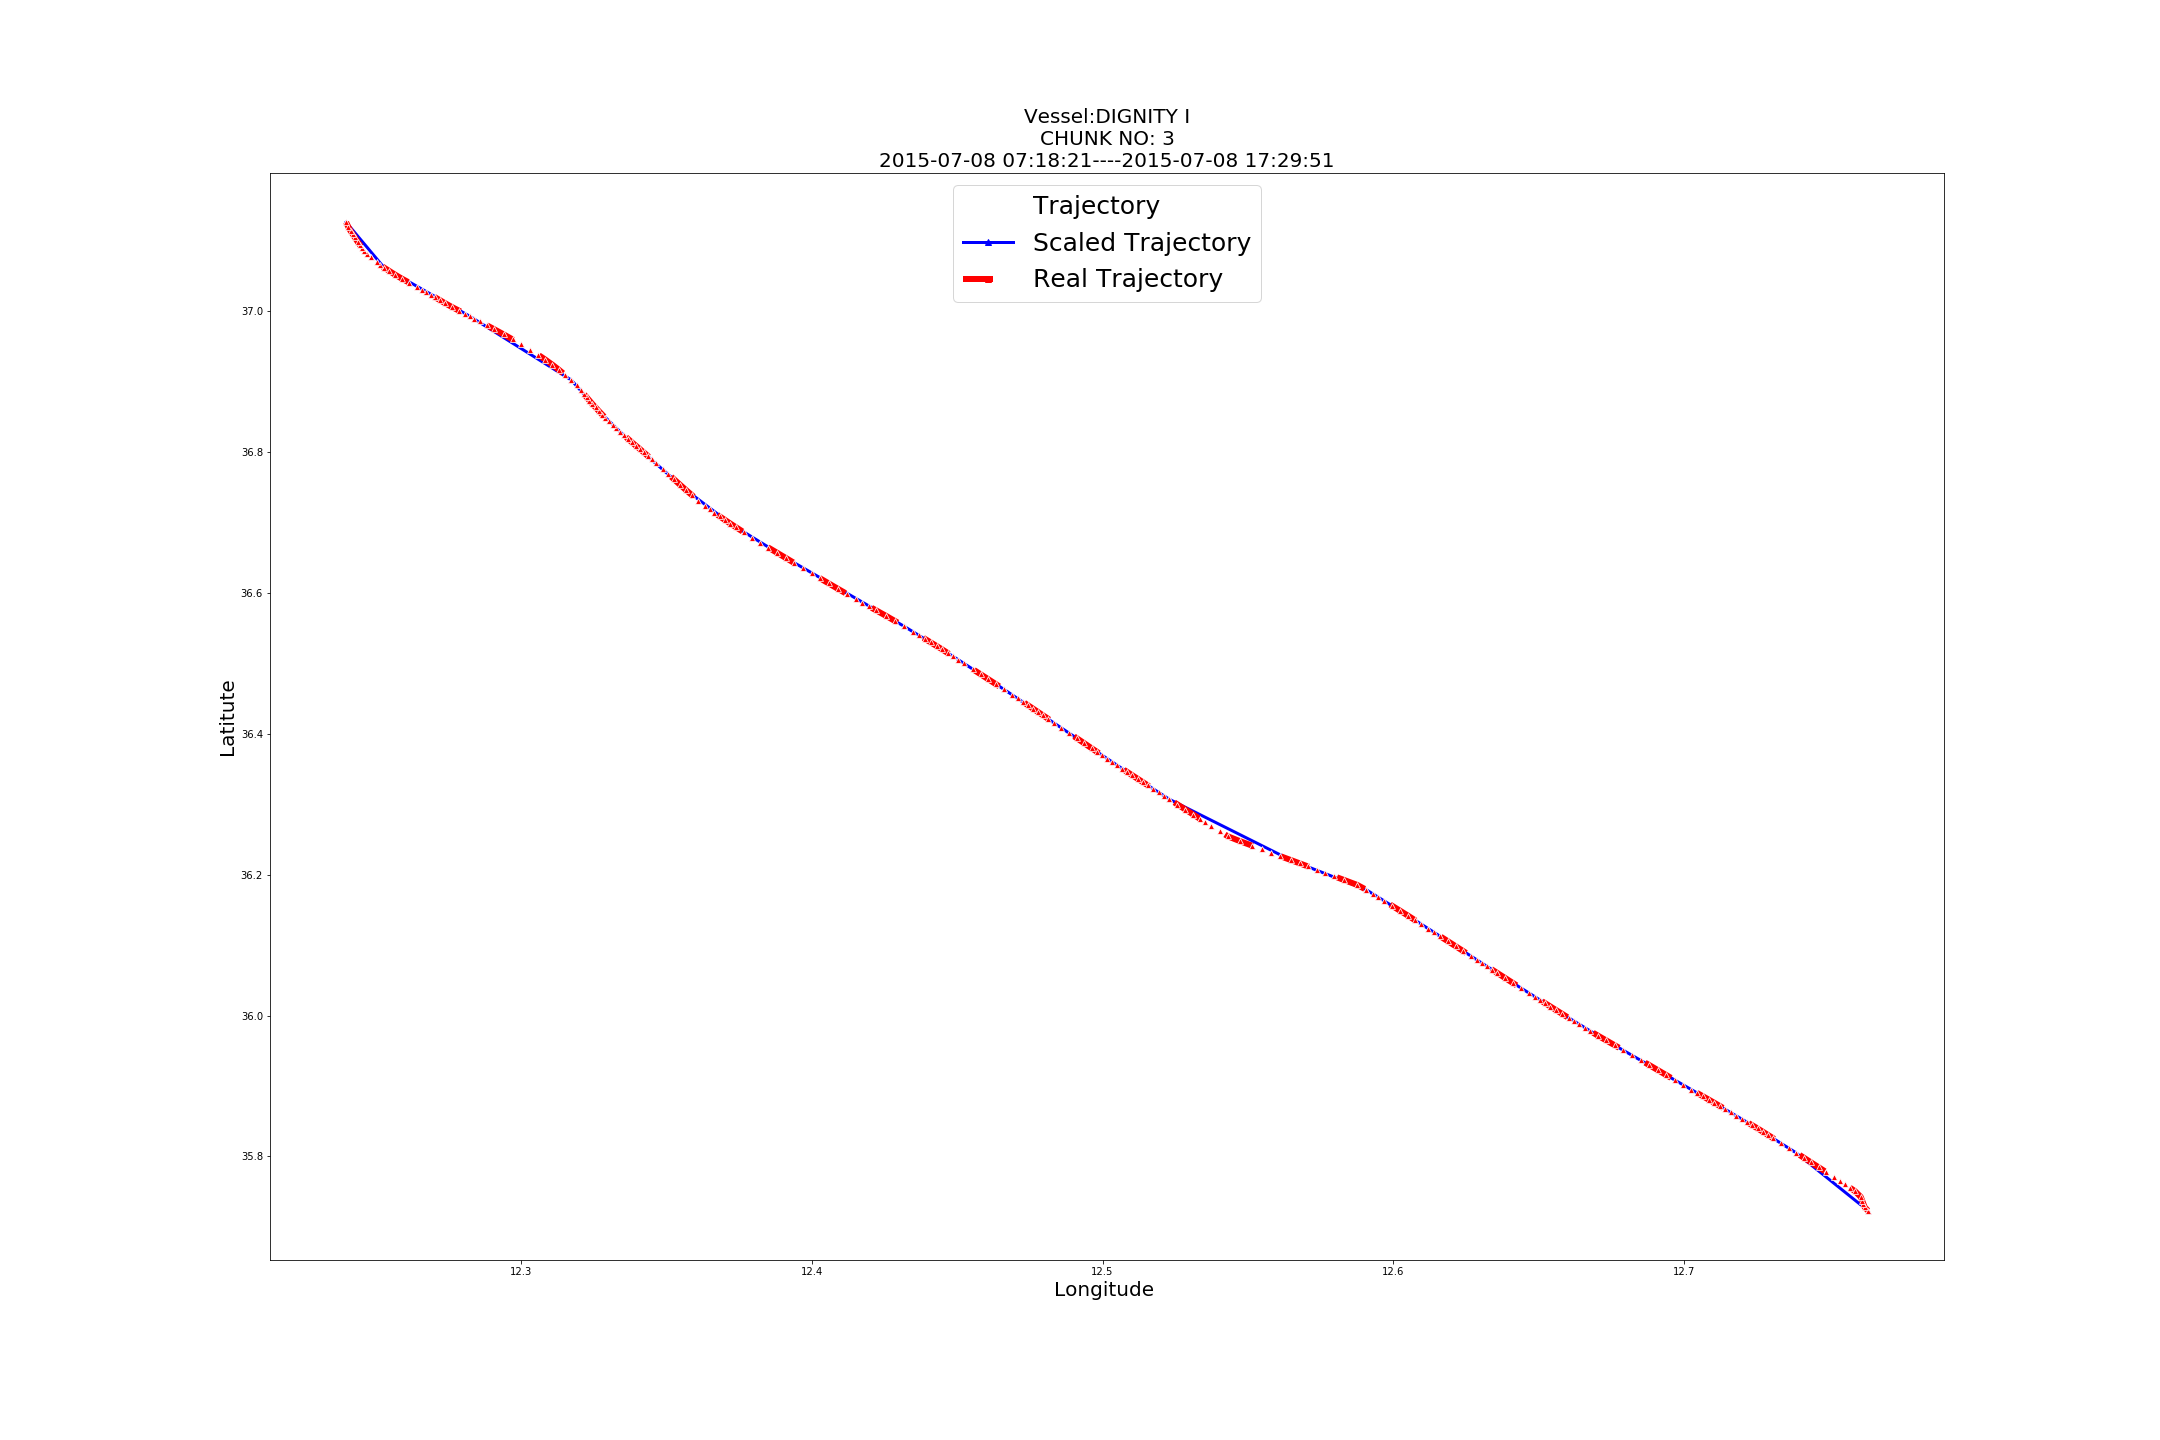 Vessel:DIGNITY I
CHUNK NO: 3
2015-07-08 07:18:21----2015-07-08 17:29:51
Trajectory
Scaled Trajectory
Real Trajectory
37.0
36.8
36.6
36.4
36.2
36.0
35.8
Latitute
12.3
12.4
12.5
12.6
12.7
Longitude